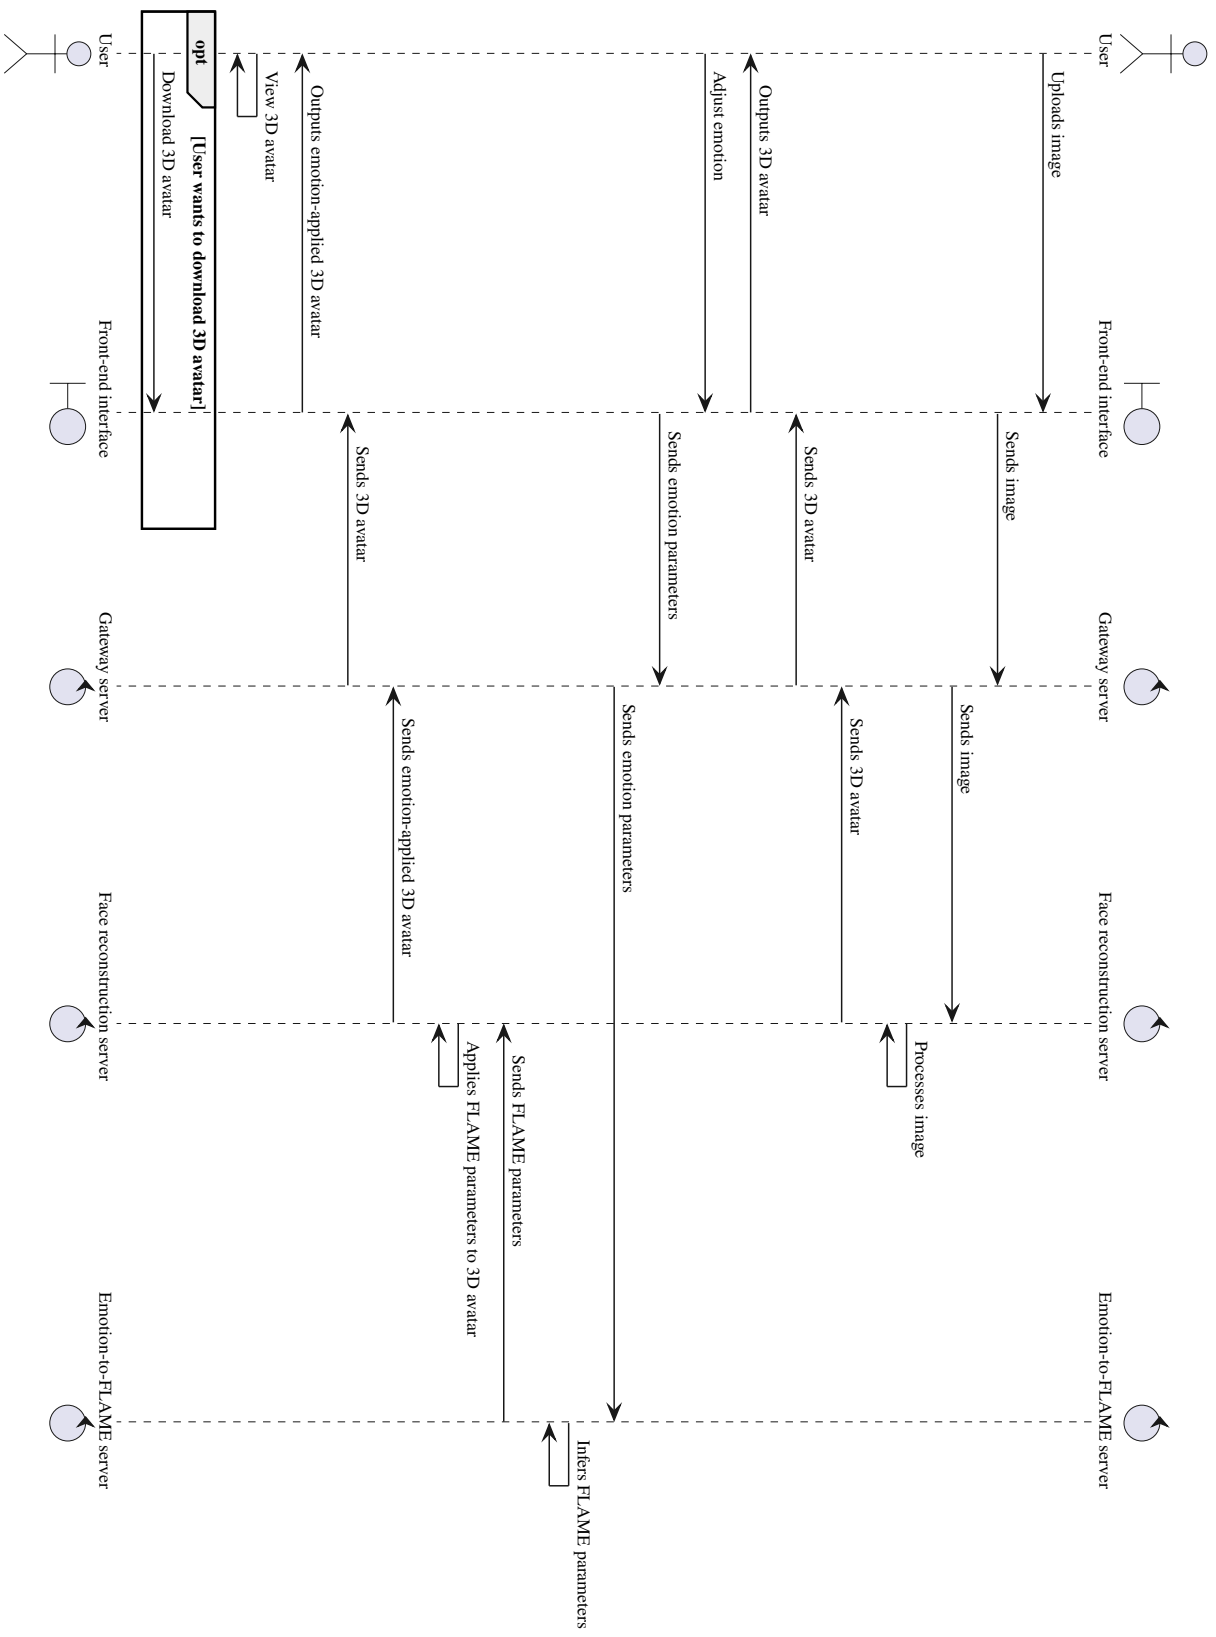 User
Front-end interface
Gateway server
Face reconstruction server
Emotion-to-FLAME server
Uploads image
Sends image
Sends image
Processes image
Sends 3D avatar
Sends 3D avatar
Outputs 3D avatar
Adjust emotion
Sends emotion parameters
Sends emotion parameters
Infers FLAME parameters
Sends FLAME parameters
Applies FLAME parameters to 3D avatar
Sends emotion-applied 3D avatar
Sends 3D avatar
Outputs emotion-applied 3D avatar
View 3D avatar
opt
[User wants to download 3D avatar]
Download 3D avatar
User
Front-end interface
Gateway server
Face reconstruction server
Emotion-to-FLAME server